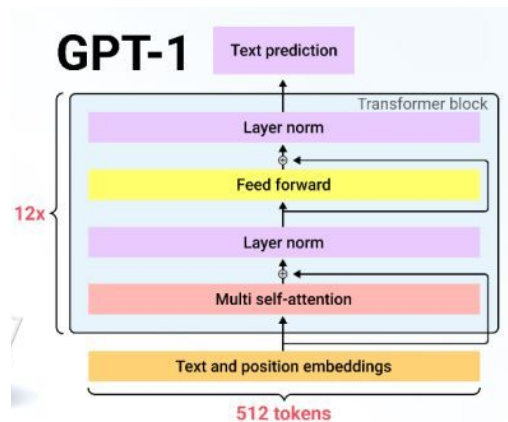 GPT-1
Text prediction
Transformer block
Layer norm
Feed forward
12x
Layer norm
Multi self-attention
Text and position embeddings
512 tokens